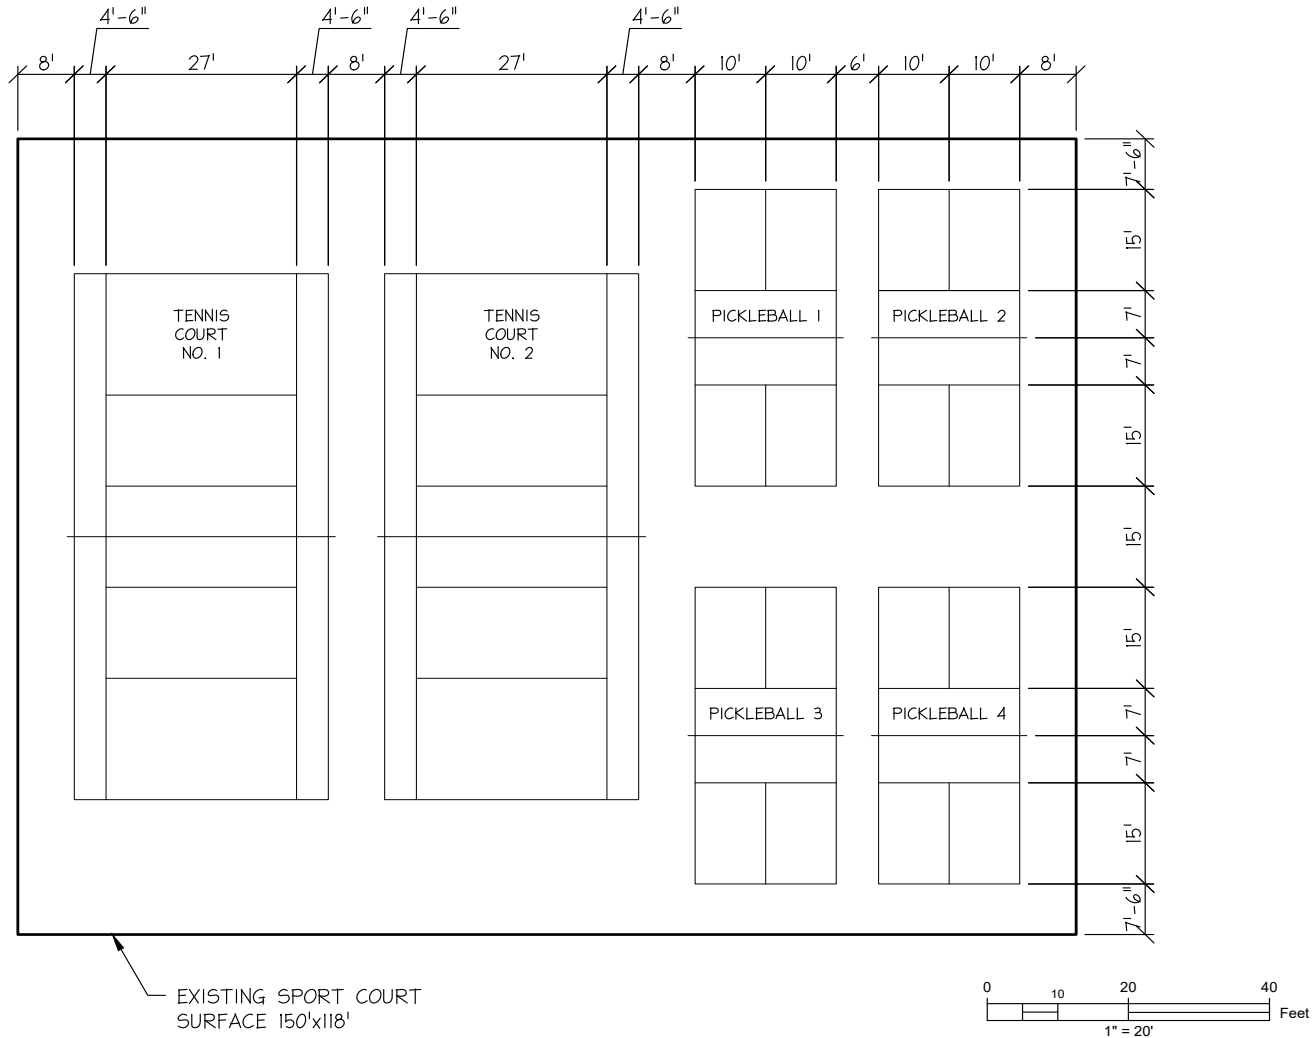 4'-6" 4'-6" 4'-6" 4'-6"
8' 27' 8' 27' 8' 10' 10' 6' 10' 10' 8'
7'-6"
15'
TENNIS
COURT
NO. 1
TENNIS
COURT
NO. 2
PICKLEBALL 1
PICKLEBALL 2
7'
7'
15'
15'
15'
PICKLEBALL 3
PICKLEBALL 4
7'
7'
15'
7'-6"
EXISTING SPORT COURT
SURFACE 150'x118'
0 10 20 40
Feet
1" = 20'